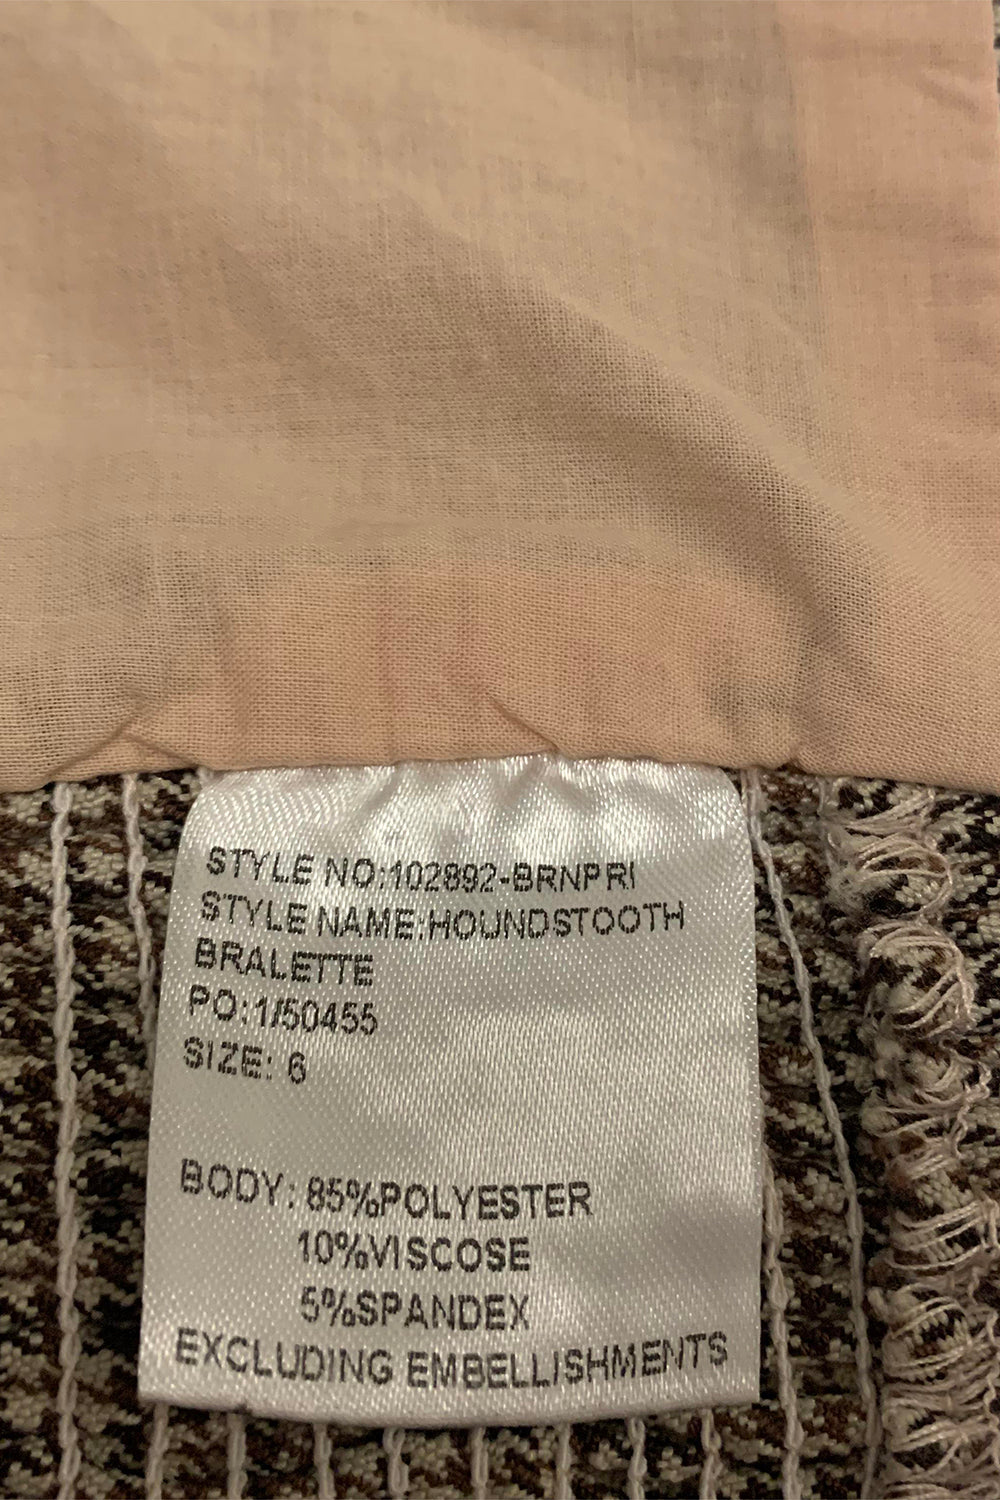 STYLE NO:102892-BRNPRI
STYLE NAME:HOUNDSTOOTH
BRALETTE
PO:1/50455
SIZE: 6
BODY: 85%POLYESTER
10%VISCOSE
5%SPANDEX
EXCLUDING EMBELLISHMENTS